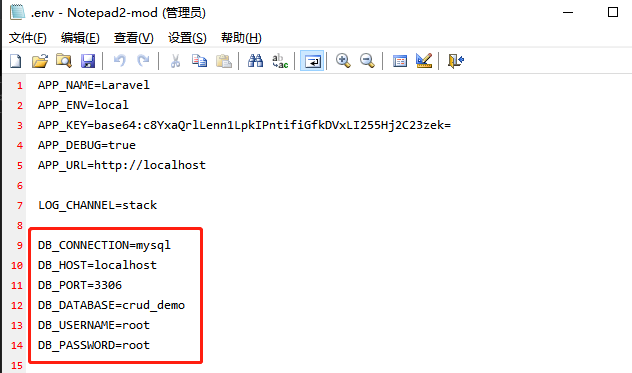 .env - Notepad2-mod (管理员)
文件(F) 编辑(E) 查看(V) 设置(S) 帮助(H)
1 APP_NAME=Laravel
2 APP_ENV=local
3 APP_KEY=base64:c8YxaQrlLenn1LpkIPntifiGfkDVxLI255Hj2C23zek=
4 APP_DEBUG=true
5 APP_URL=http://localhost
6
7 LOG_CHANNEL=stack
8
9 DB_CONNECTION=mysql
10 DB_HOST=localhost
11 DB_PORT=3306
12 DB_DATABASE=crud_demo
13 DB_USERNAME=root
14 DB_PASSWORD=root
15